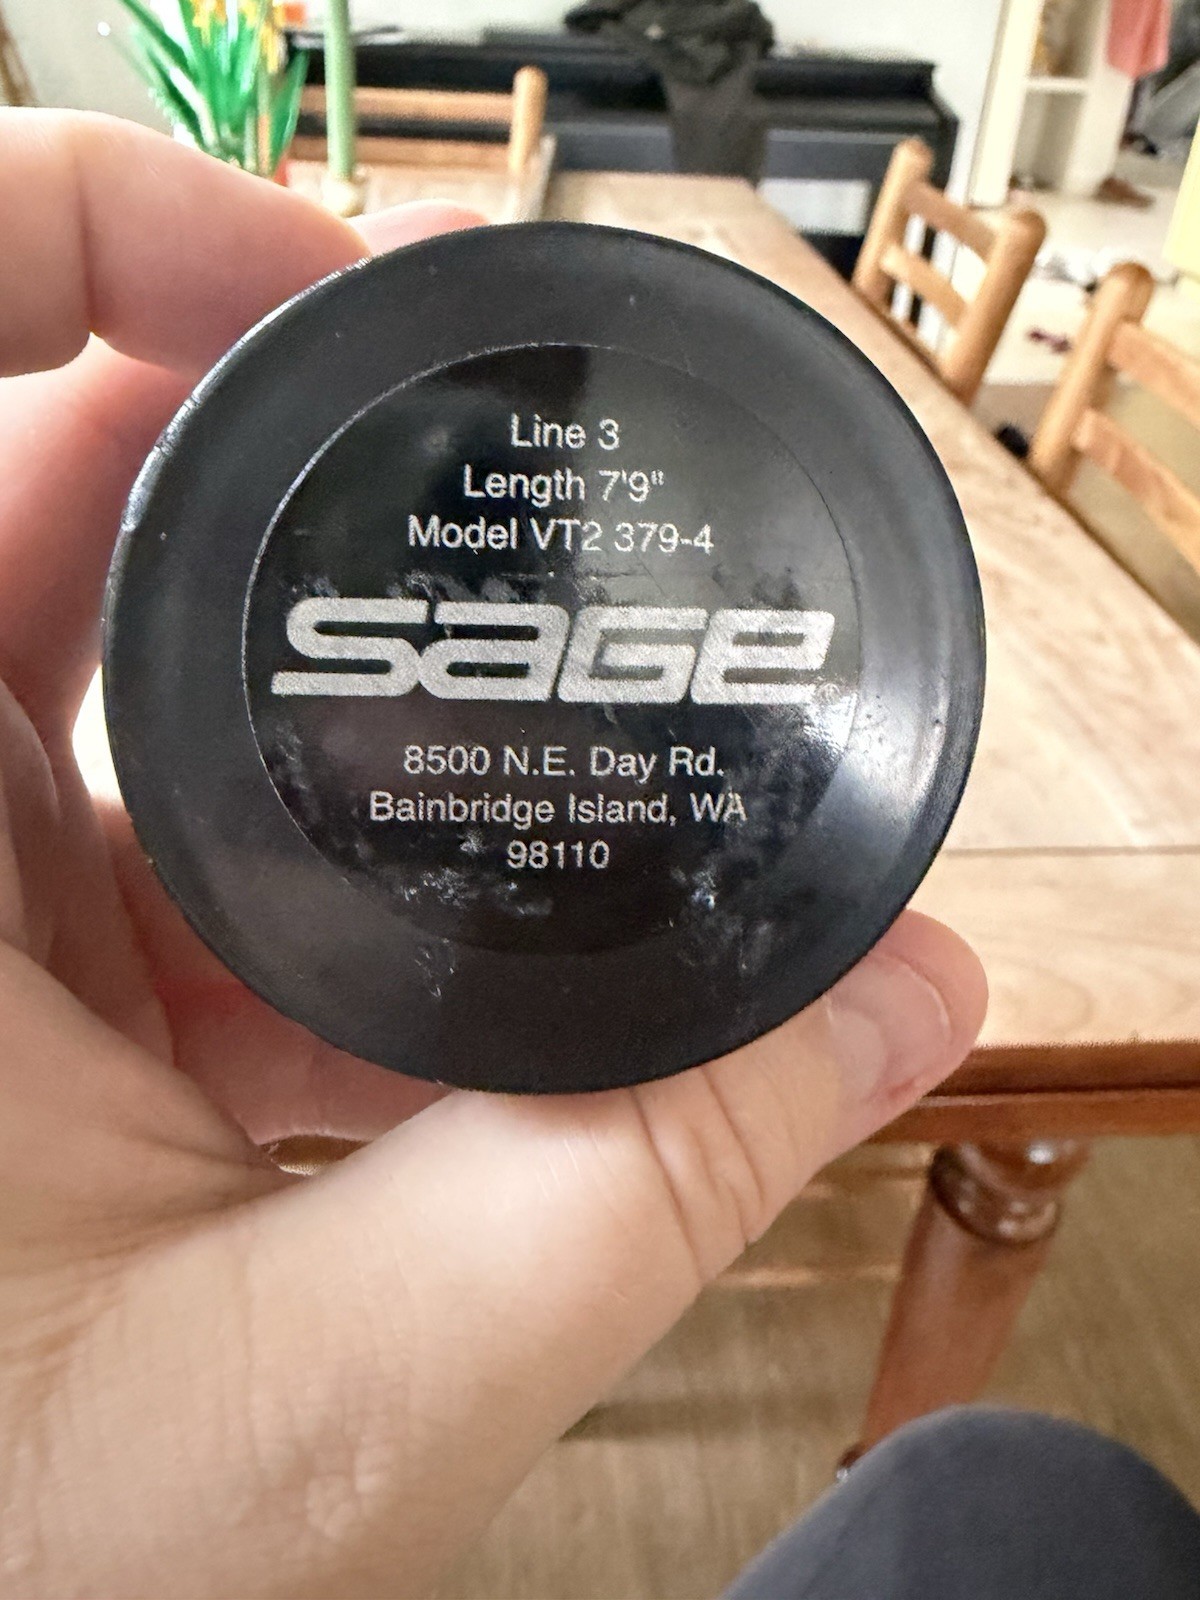 Line 3
Length 7'9"
Model VT2 379-4
SAGE®
8500 N.E. Day Rd.
Bainbridge Island, WA
98110